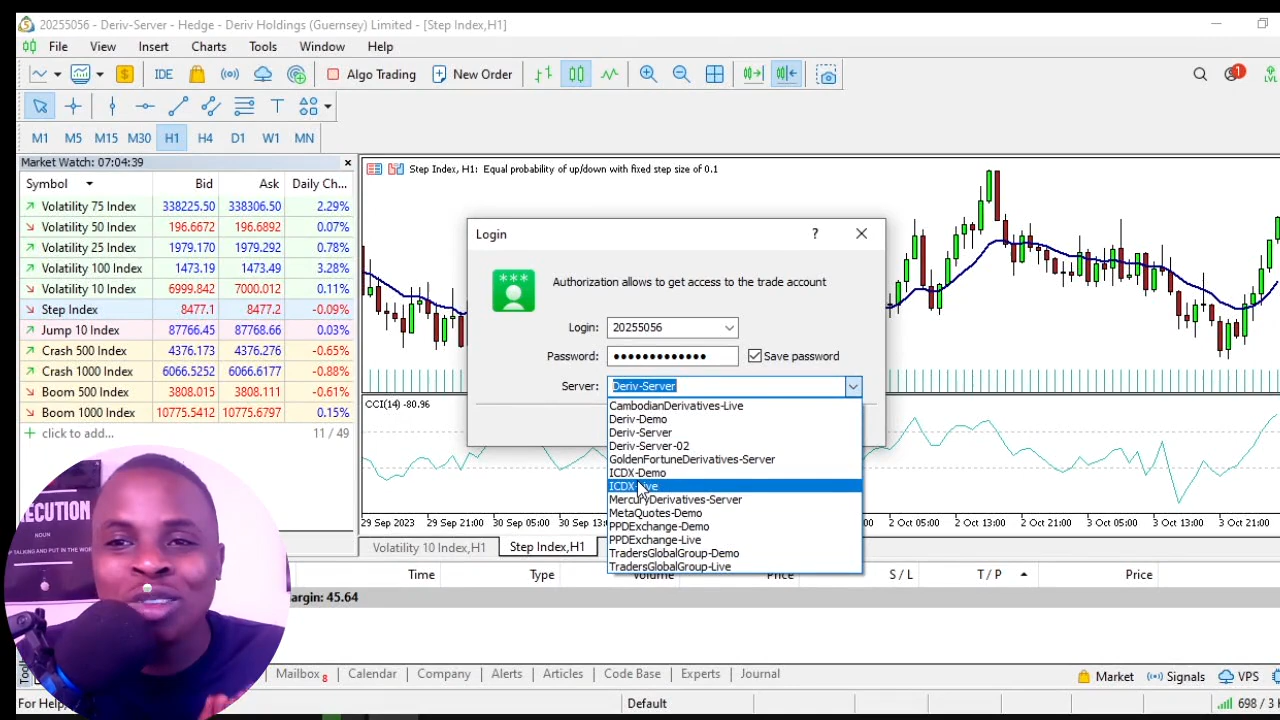 20255056 - Deriv-Server - Hedge - Deriv Holdings (Guernsey) Limited - [Step Index,H1]
File View Insert Charts Tools Window Help
IDE Algo Trading New Order 1
M1 M5 M15 M30 H1 H4 D1 W1 MN
Market Watch: 07:04:39
Symbol Bid Ask Daily Ch...
Volatility 75 Index 338225.50 338306.50 2.29%
Volatility 50 Index 196.6672 196.6892 0.07%
Volatility 25 Index 1979.170 1979.292 0.78%
Volatility 100 Index 1473.19 1473.49 3.28%
Volatility 10 Index 6999.842 7000.012 0.11%
Step Index 8477.1 8477.2 -0.09%
Jump 10 Index 87766.45 87768.66 0.03%
Crash 500 Index 4376.173 4376.276 -0.65%
Crash 1000 Index 6066.5252 6066.6177 -0.88%
Boom 500 Index 3808.015 3808.111 -0.61%
Boom 1000 Index 10775.5412 10775.6797 0.15%
click to add... 11 / 49
Step Index, H1: Equal probability of up/down with fixed step size of 0.1
Login ?
***
Authorization allows to get access to the trade account
Login: 20255056
Password: ••••••••••••• Save password
Server: Deriv-Server
CambodianDerivatives-Live
Deriv-Demo
Deriv-Server
Deriv-Server-02
GoldenFortuneDerivatives-Server
ICDX-Demo
ICDX-Live
MercuryDerivatives-Server
MetaQuotes-Demo
PPDExchange-Demo
PPDExchange-Live
TradersGlobalGroup-Demo
TradersGlobalGroup-Live
CCI(14) -80.96
29 Sep 2023 30 Sep 05:00 30 Sep 13: 2 Oct 05:00 2 Oct 13:00 2 Oct 21:00 3 Oct 05:00 3 Oct 13:00 3 Oct 21:00
Volatility 10 Index,H1 Step Index,H1
Time Type Volume Price S / L T / P Price
argin: 45.64
ECUTION
NOUN
TALKING AND PUT IN THE WOR
Mailbox 8 Calendar Company Alerts Articles Code Base Experts Journal
Market Signals VPS
For Help, Default 698 / 3